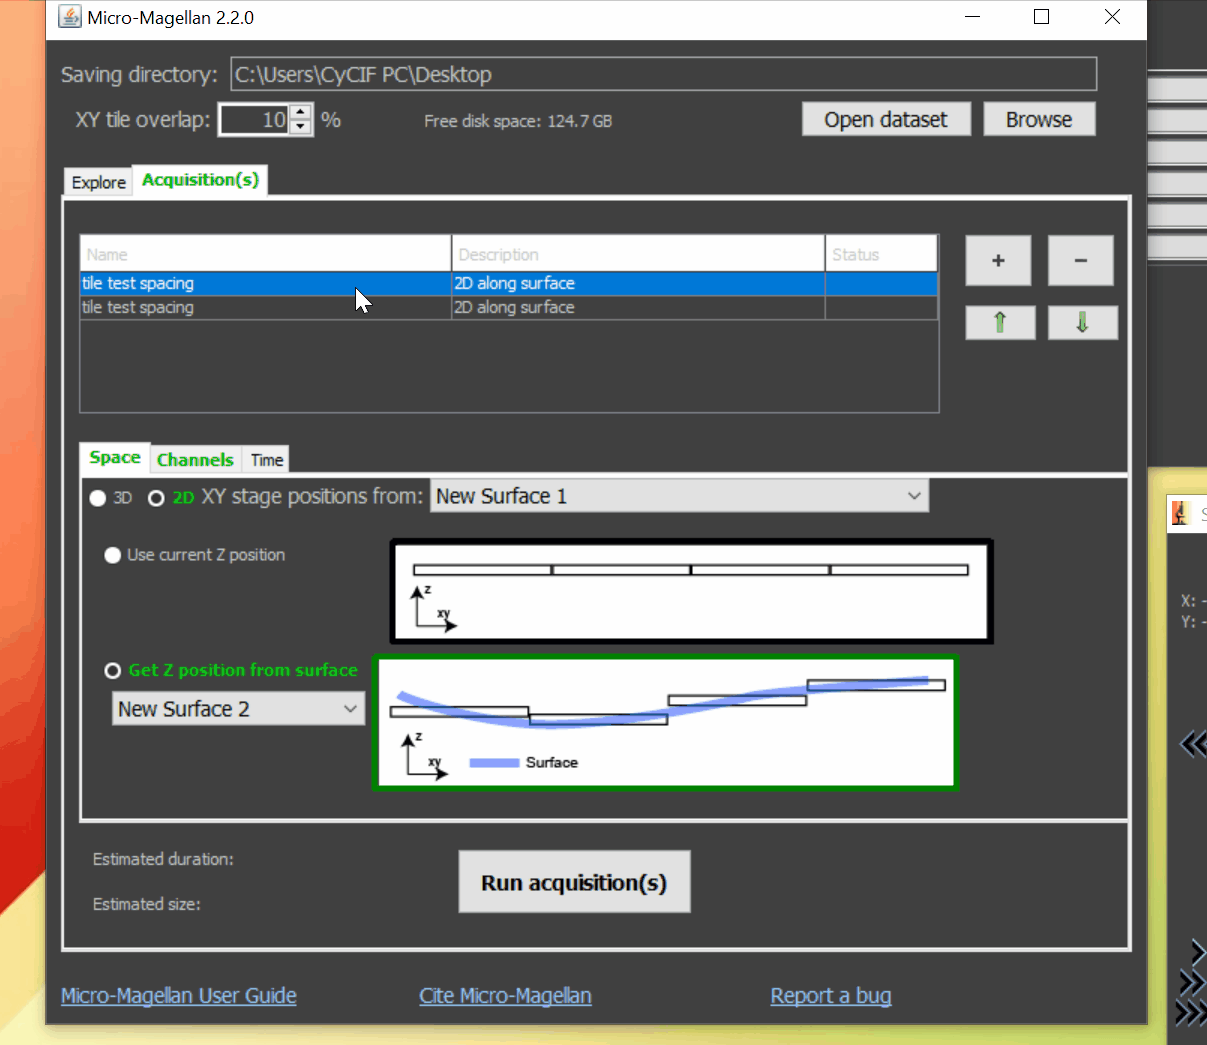 Micro-Magellan 2.2.0
Saving directory: C:\Users\CyCIF PC\Desktop
XY tile overlap: 10 % Free disk space: 124.7 GB Open dataset Browse
Explore Acquisition(s)
Name Description Status
tile test spacing 2D along surface
tile test spacing 2D along surface
+ −
Space Channels Time
3D 2D XY stage positions from: New Surface 1
Use current Z position
z
xy
Get Z position from surface
New Surface 2
z
xy
Surface
Estimated duration:
Run acquisition(s)
Estimated size:
Micro-Magellan User Guide Cite Micro-Magellan Report a bug
X: -
Y: -